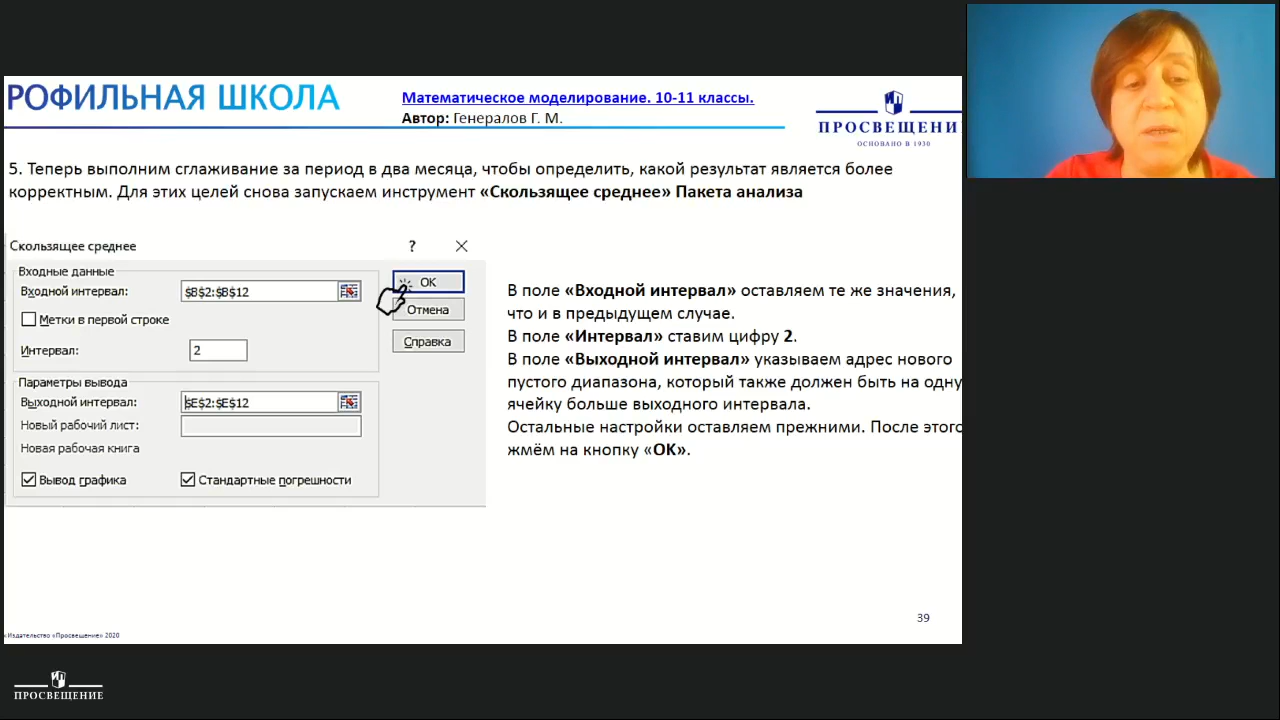 РОФИЛЬНАЯ ШКОЛА
Математическое моделирование. 10-11 классы.
Автор: Генералов Г. М.
ПРОСВЕЩЕНИ
ОСНОВАНО В 1930
5. Теперь выполним сглаживание за период в два месяца, чтобы определить, какой результат является более
корректным. Для этих целей снова запускаем инструмент «Скользящее среднее» Пакета анализа
Скользящее среднее
?
Входные данные
Входной интервал:
$B$2:$B$12
Метки в первой строке
Интервал:
2
OK
Отмена
Справка
Параметры вывода
Выходной интервал:
$E$2:$E$12
Новый рабочий лист:
Новая рабочая книга
Вывод графика
Стандартные погрешности
В поле «Входной интервал» оставляем те же значения,
что и в предыдущем случае.
В поле «Интервал» ставим цифру 2.
В поле «Выходной интервал» указываем адрес нового
пустого диапазона, который также должен быть на одну
ячейку больше выходного интервала.
Остальные настройки оставляем прежними. После этого
жмём на кнопку «OK».
39
«Издательство «Просвещение» 2020
ПРОСВЕЩЕНИЕ